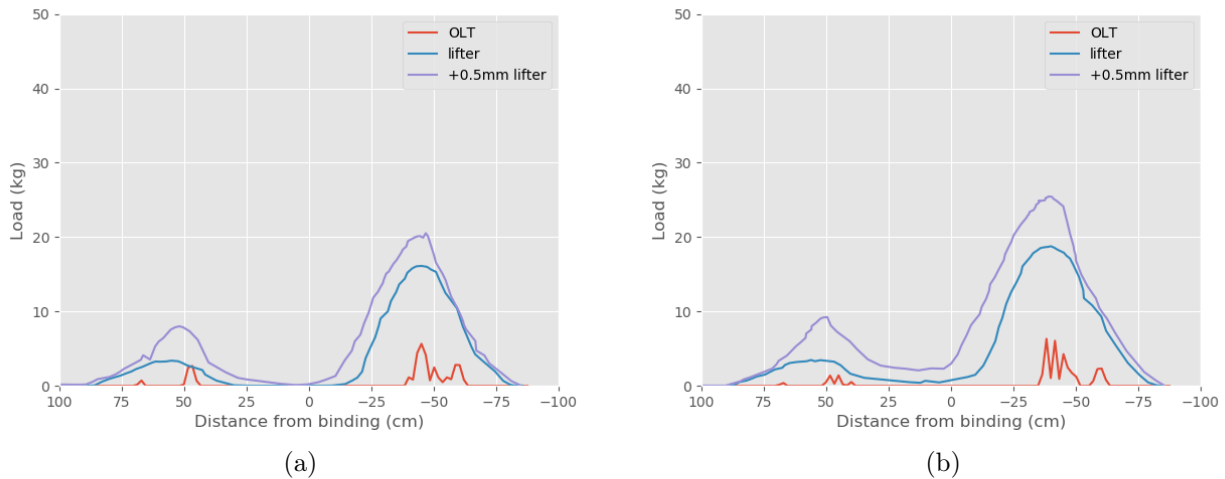 50
40
30
20
10
0
Load (kg)
OLT
lifter
+0.5mm lifter
100 75 50 25 0 −25 −50 −75 −100
Distance from binding (cm)
(a)
50
40
30
20
10
0
Load (kg)
OLT
lifter
+0.5mm lifter
100 75 50 25 0 −25 −50 −75 −100
Distance from binding (cm)
(b)